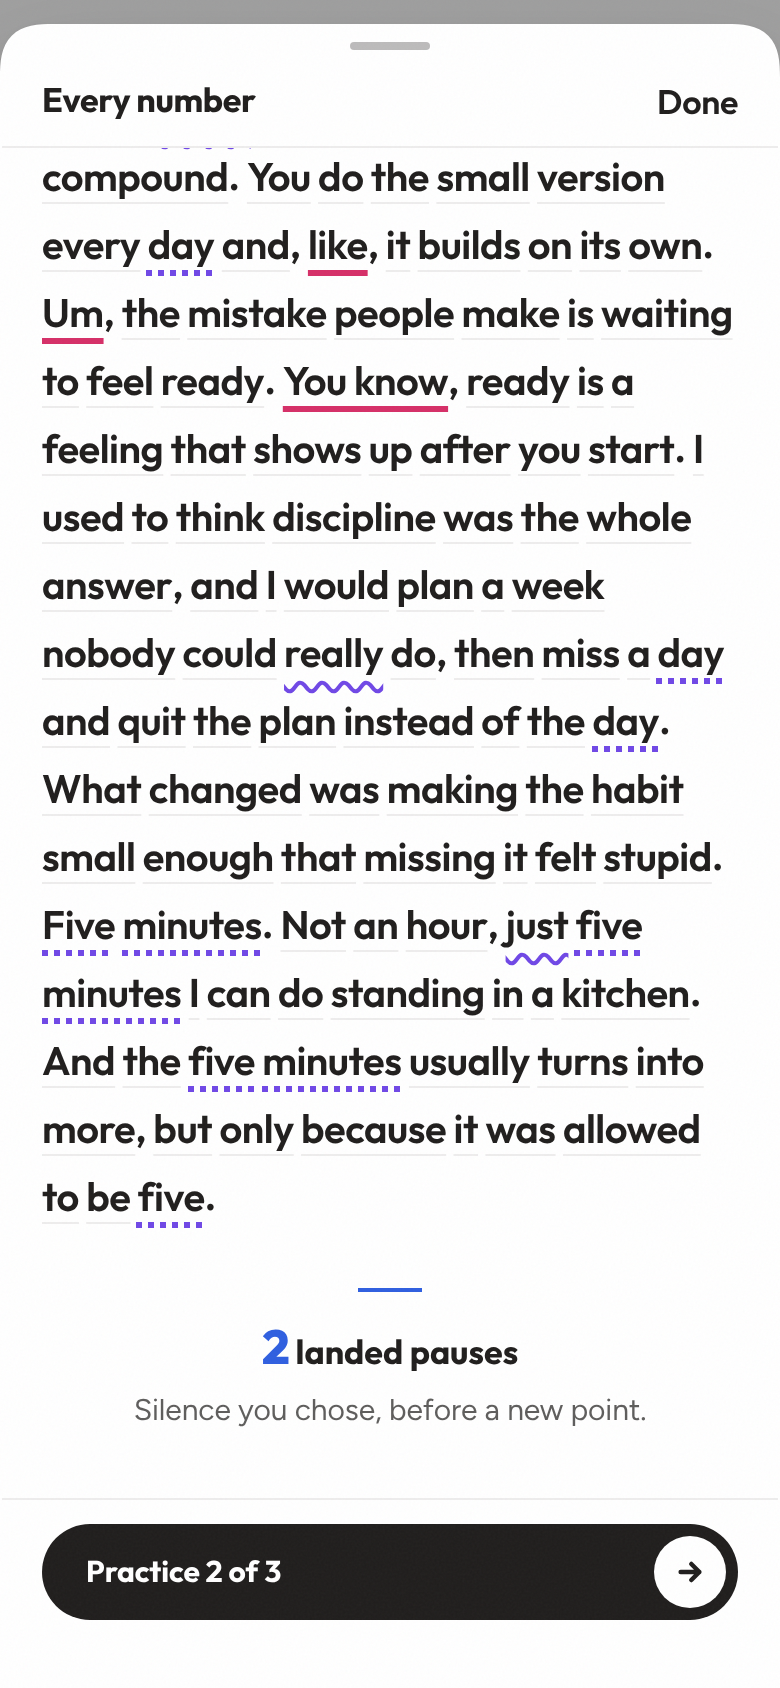 Every number
Done
compound. You do the small version
every day and, like, it builds on its own.
Um, the mistake people make is waiting
to feel ready. You know, ready is a
feeling that shows up after you start. I
used to think discipline was the whole
answer, and I would plan a week
nobody could really do, then miss a day
and quit the plan instead of the day.
What changed was making the habit
small enough that missing it felt stupid.
Five minutes. Not an hour, just five
minutes I can do standing in a kitchen.
And the five minutes usually turns into
more, but only because it was allowed
to be five.
2 landed pauses
Silence you chose, before a new point.
Practice 2 of 3